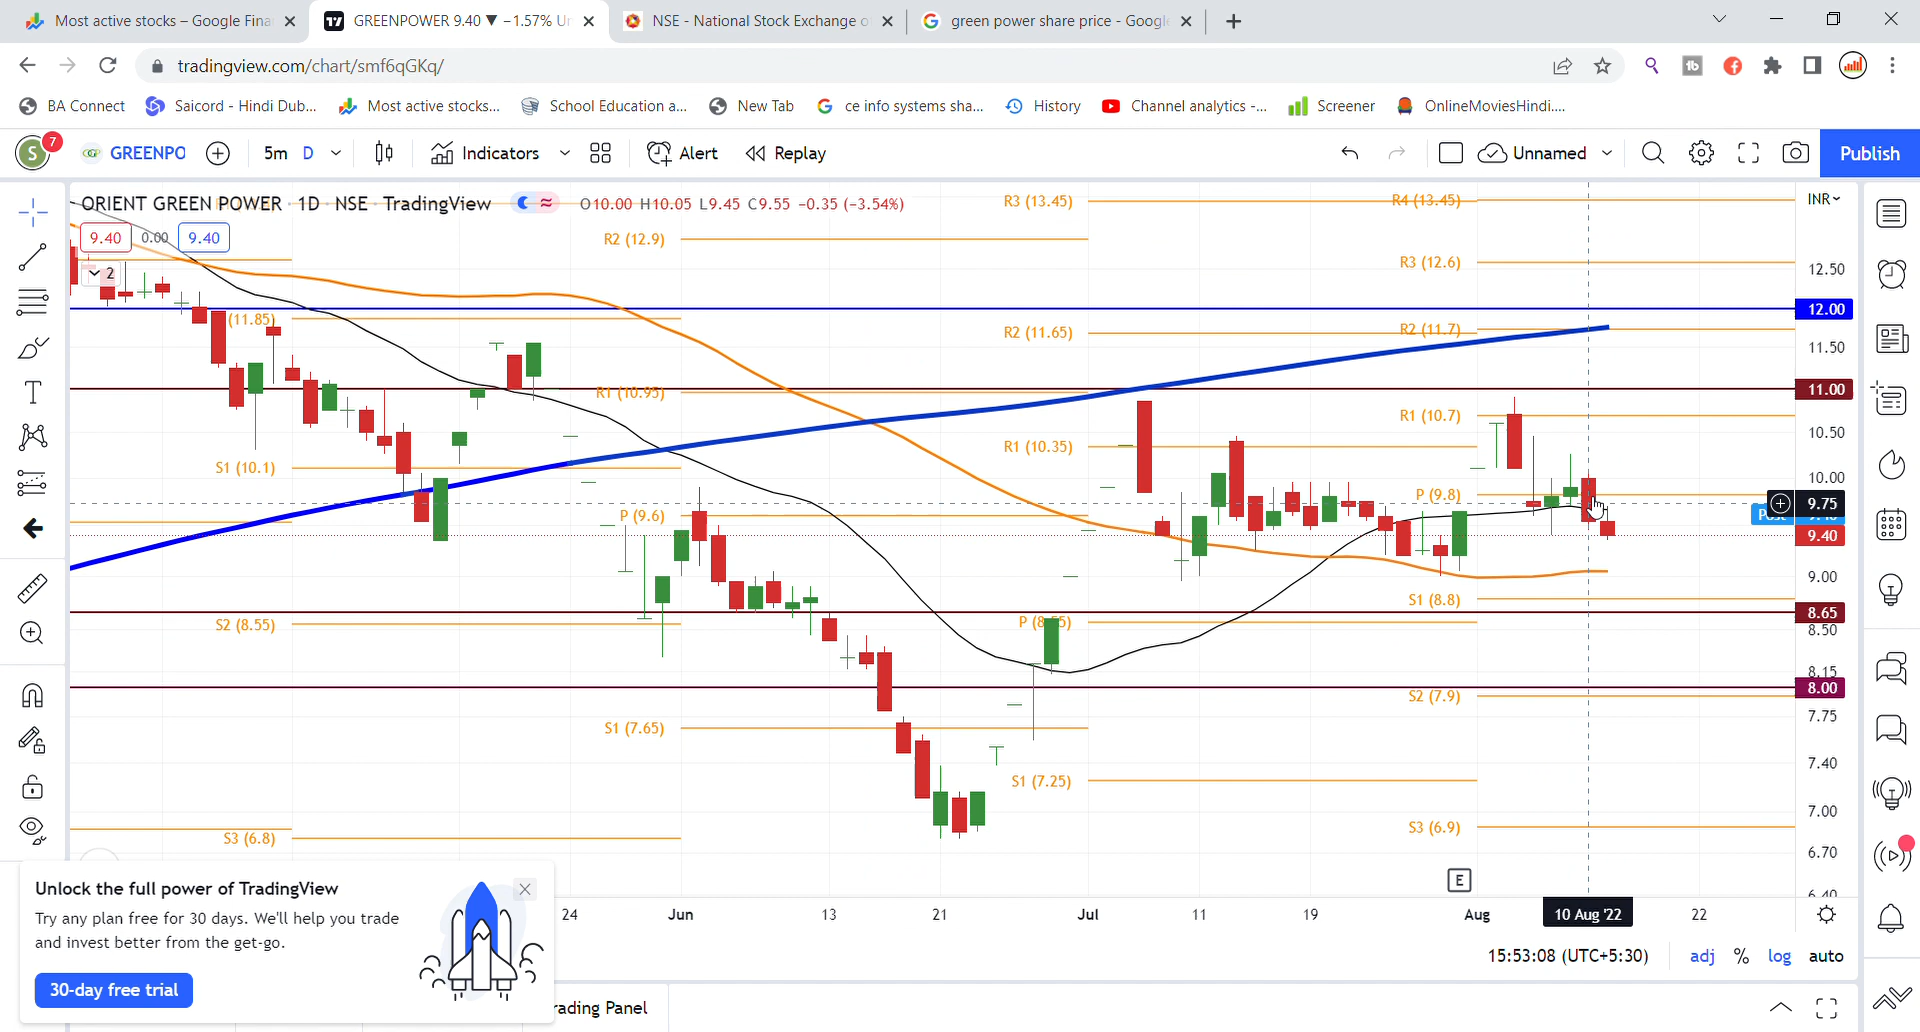 Most active stocks – Google Fina
GREENPOWER 9.40 ▼ −1.57% Un
NSE - National Stock Exchange o
green power share price - Google
tradingview.com/chart/smf6qGKq/
BA Connect
Saicord - Hindi Dub...
Most active stocks...
School Education a...
New Tab
ce info systems sha...
History
Channel analytics -...
Screener
OnlineMoviesHindi....
S
7
GREENPO
5m
D
Indicators
Alert
Replay
Unnamed
Publish
ORIENT GREEN POWER · 1D · NSE · TradingView
O10.00 H10.05 L9.45 C9.55 −0.35 (−3.54%)
INR
9.40
0.00
9.40
2
R3 (13.45)
R4 (13.45)
R2 (12.9)
R3 (12.6)
12.50
12.00
(11.85)
R2 (11.65)
R2 (11.7)
11.50
11.00
R1 (10.95)
R1 (10.7)
10.50
R1 (10.35)
S1 (10.1)
10.00
P (9.8)
9.75
P (9.6)
9.40
9.00
S1 (8.8)
8.65
S2 (8.55)
P (8.55)
8.50
8.15
8.00
S2 (7.9)
7.75
S1 (7.65)
7.40
S1 (7.25)
7.00
S3 (6.9)
S3 (6.8)
6.70
6.40
E
24
Jun
13
21
Jul
11
19
Aug
10 Aug '22
22
15:53:08 (UTC+5:30)
adj
%
log
auto
Unlock the full power of TradingView
Try any plan free for 30 days. We'll help you trade
and invest better from the get-go.
30-day free trial
rading Panel